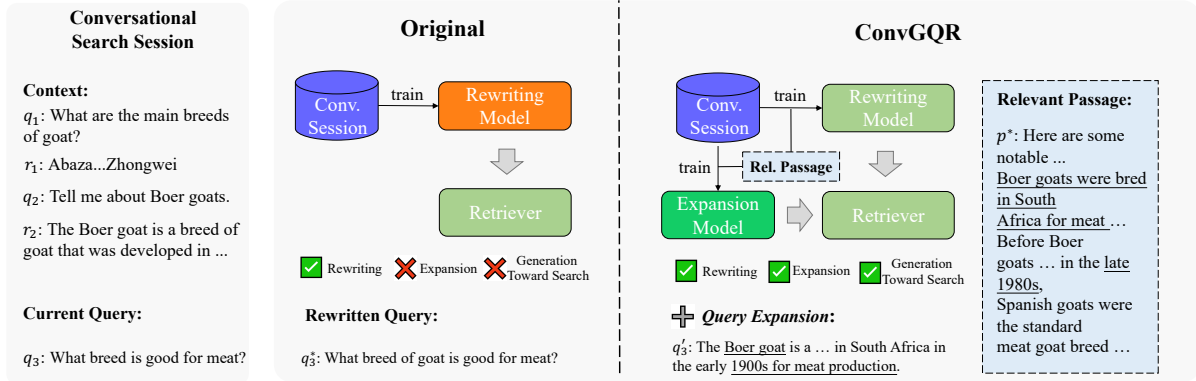 Conversational
Search Session
Context:
q₁: What are the main breeds
of goat?
r₁: Abaza...Zhongwei
q₂: Tell me about Boer goats.
r₂: The Boer goat is a breed of
goat that was developed in ...
Current Query:
q₃: What breed is good for meat?
Original
Conv.
Session
train
Rewriting
Model
Retriever
Rewriting
Expansion
Generation
Toward Search
Rewritten Query:
q₃*: What breed of goat is good for meat?
ConvGQR
Conv.
Session
train
Rewriting
Model
train
Rel. Passage
Expansion
Model
Retriever
Rewriting
Expansion
Generation
Toward Search
Query Expansion:
q₃′: The Boer goat is a … in South Africa in
the early 1900s for meat production.
Relevant Passage:
p*: Here are some
notable ...
Boer goats were bred
in South
Africa for meat …
Before Boer
goats … in the late
1980s,
Spanish goats were
the standard
meat goat breed …